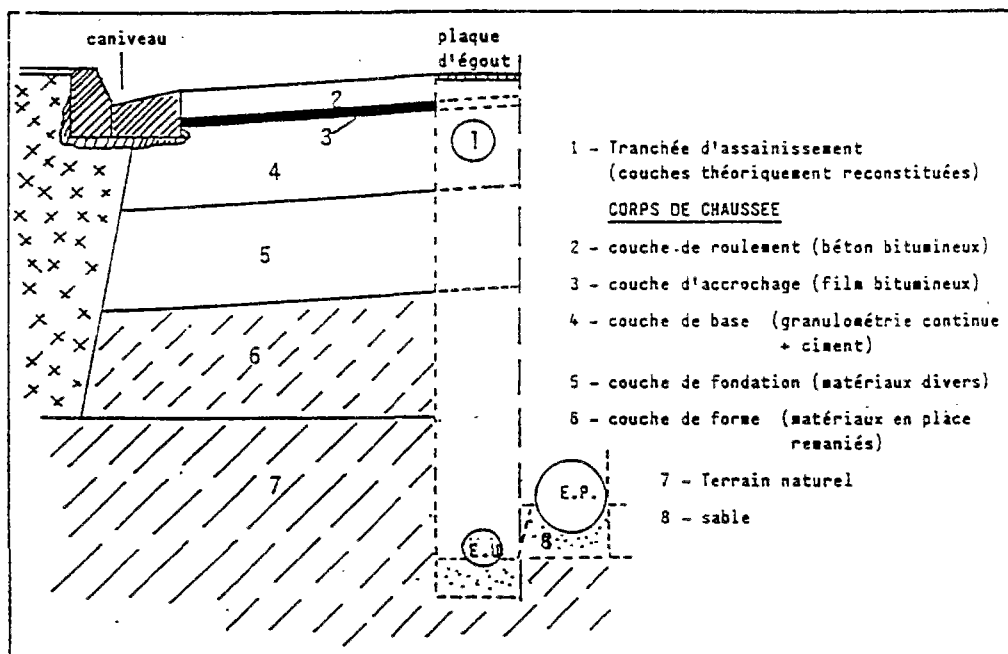 caniveau
plaque
d'égout
2
3
1
4
5
6
7
E.P.
E.U
8
1 - Tranchée d'assainissement
(couches théoriquement reconstituées)
CORPS DE CHAUSSEE
2 - couche de roulement (béton bitumineux)
3 - couche d'accrochage (film bitumineux)
4 - couche de base (granulométrie continue
+ ciment)
5 - couche de fondation (matériaux divers)
6 - couche de forme (matériaux en place
remaniés)
7 - Terrain naturel
8 - sable